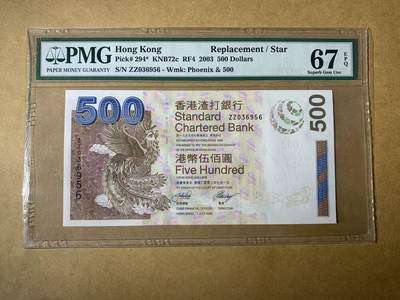 PMG
PAPER MONEY GUARANTY
Hong Kong Replacement / Star
Pick# 294* KNB72c RF4 2003 500 Dollars
S/N ZZ036956 - Wmk: Phoenix & 500
67 EPQ
Superb Gem Unc
500
香港渣打銀行
ZZ036956
Standard
Chartered Bank
港幣伍佰圓
Five Hundred
500
ZZ036956